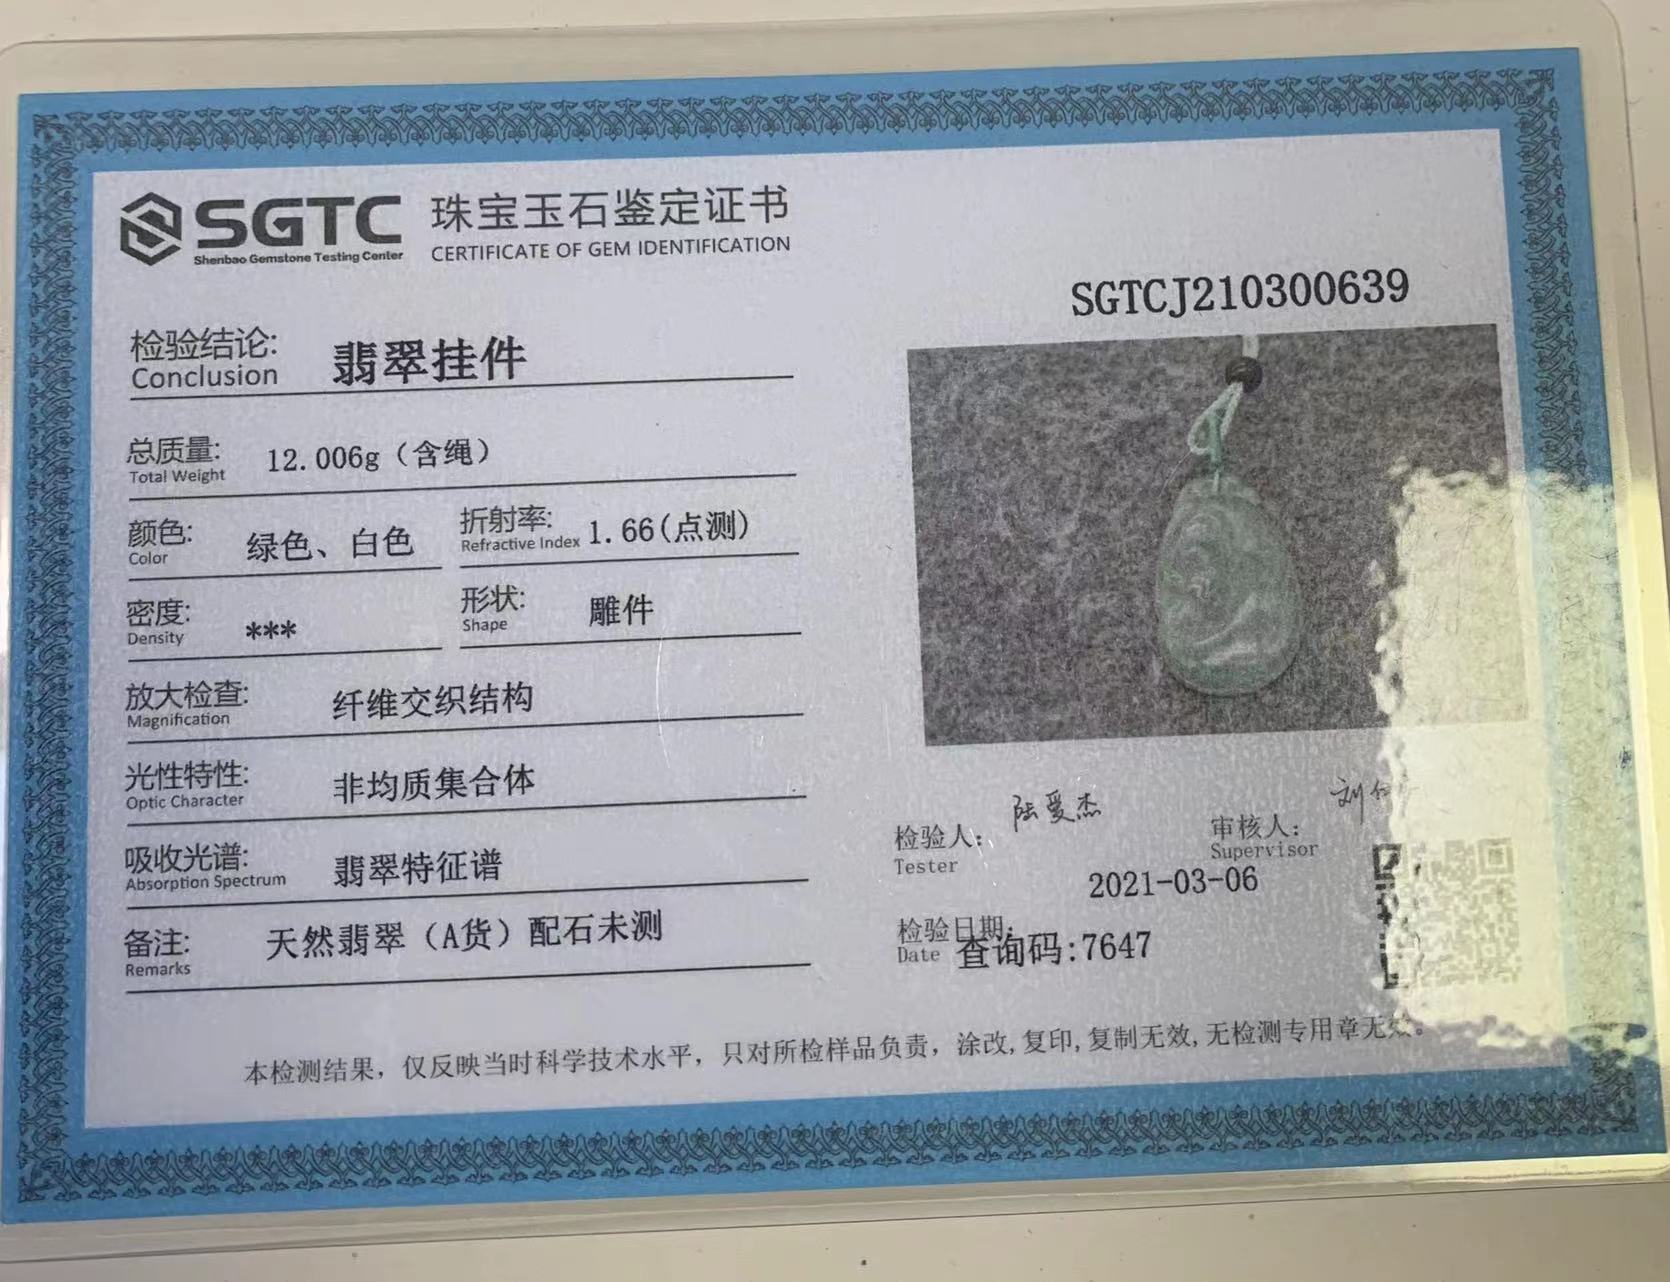 SGTC
Shenbao Gemstone Testing Center
珠宝玉石鉴定证书
CERTIFICATE OF GEM IDENTIFICATION
SGTCJ210300639
检验结论: 翡翠挂件
Conclusion
总质量: 12.006g（含绳）
Total Weight
颜色: 绿色、白色
Color
折射率: 1.66(点测)
Refractive Index
密度: ***
Density
形状: 雕件
Shape
放大检查: 纤维交织结构
Magnification
光性特性: 非均质集合体
Optic Character
吸收光谱: 翡翠特征谱
Absorption Spectrum
备注: 天然翡翠（A货）配石未测
Remarks
检验人: 陆爱杰
Tester
审核人: 刘
Supervisor
2021-03-06
检验日期:
Date
查询码:7647
本检测结果，仅反映当时科学技术水平，只对所检样品负责，涂改,复印,复制无效,无检测专用章无效。